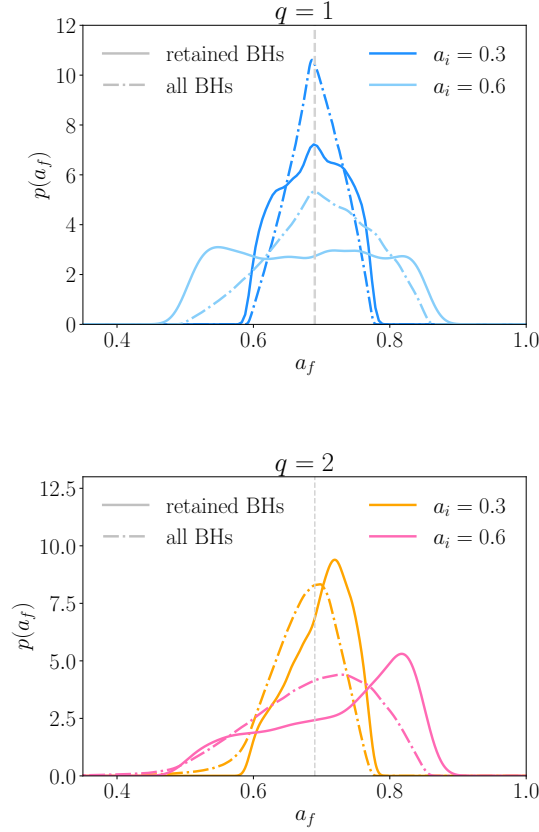 q = 1
12
10
8
6
4
2
0
p(a_f)
retained BHs
all BHs
a_i = 0.3
a_i = 0.6
0.4 0.6 0.8 1.0
a_f
q = 2
12.5
10.0
7.5
5.0
2.5
0.0
p(a_f)
retained BHs
all BHs
a_i = 0.3
a_i = 0.6
0.4 0.6 0.8 1.0
a_f